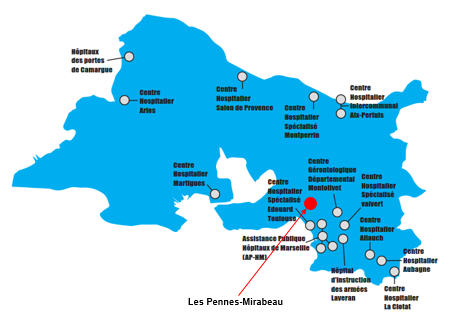 Hôpitaux
des portes
de Camargue
Centre
Hospitalier
Arles
Centre
Hospitalier
Salon de Provence
Centre
Hospitalier
Spécialisé
Montperrin
Centre
Hospitalier
Intercommunal
Aix-Pertuis
Centre
Hospitalier
Martigues
Centre
Hospitalier
Spécialisé
Edouard
Toulouse
Centre
Gérontologique
Départemental
Montolivet
Centre
Hospitalier
Spécialisé
Valvert
Centre
Hospitalier
Allauch
Assistance Publique
Hôpitaux de Marseille
(AP-HM)
Hôpital
d'instruction
des armées
Laveran
Centre
Hospitalier
Aubagne
Centre
Hospitalier
La Ciotat
Les Pennes-Mirabeau